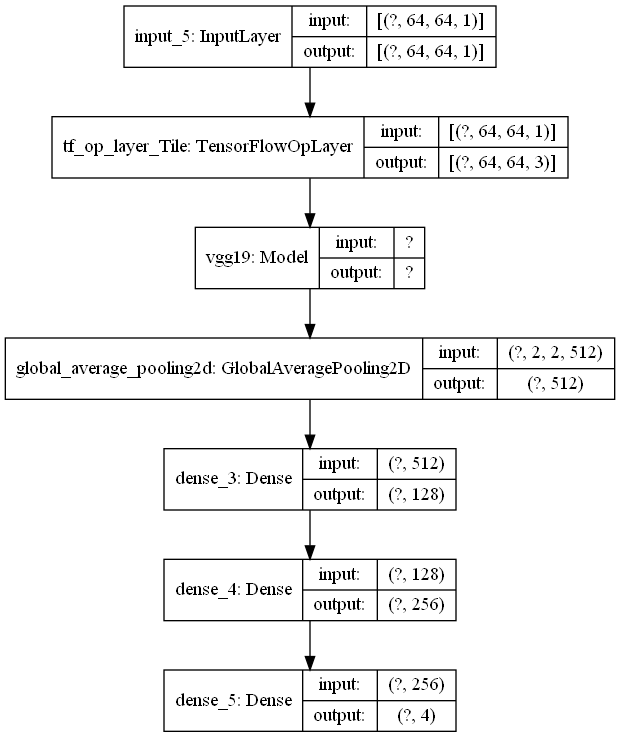 input_5: InputLayer
input:
[(?, 64, 64, 1)]
output:
[(?, 64, 64, 1)]
tf_op_layer_Tile: TensorFlowOpLayer
input:
[(?, 64, 64, 1)]
output:
[(?, 64, 64, 3)]
vgg19: Model
input:
?
output:
?
global_average_pooling2d: GlobalAveragePooling2D
input:
(?, 2, 2, 512)
output:
(?, 512)
dense_3: Dense
input:
(?, 512)
output:
(?, 128)
dense_4: Dense
input:
(?, 128)
output:
(?, 256)
dense_5: Dense
input:
(?, 256)
output:
(?, 4)